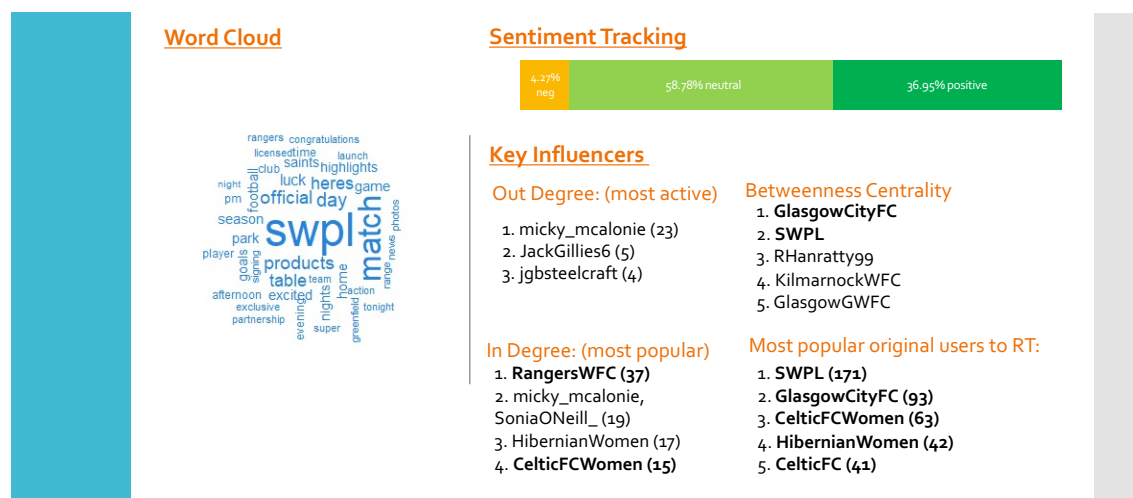 Word Cloud
rangers congratulations
licensed time launch
club saints highlights
football luck heres game
night
pm official day
season swpl match photos
park news
player goals signing products home range
table team
afternoon excited nights action
exclusive evening greenfield tonight
partnership super
Sentiment Tracking
4.27% neg
58.78% neutral
36.95% positive
Key Influencers
Out Degree: (most active)
1. micky_mcalonie (23)
2. JackGillies6 (5)
3. jgbsteelcraft (4)
Betweenness Centrality
1. GlasgowCityFC
2. SWPL
3. RHanratty99
4. KilmarnockWFC
5. GlasgowGWFC
In Degree: (most popular)
1. RangersWFC (37)
2. micky_mcalonie,
SoniaONeill_ (19)
3. HibernianWomen (17)
4. CelticFCWomen (15)
Most popular original users to RT:
1. SWPL (171)
2. GlasgowCityFC (93)
3. CelticFCWomen (63)
4. HibernianWomen (42)
5. CelticFC (41)